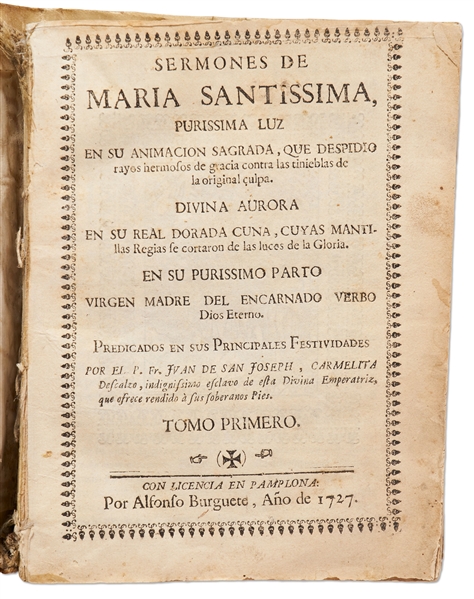 SERMONES DE
MARIA SANTISSIMA,
PURISSIMA LUZ
EN SU ANIMACION SAGRADA, QUE DESPIDIO
rayos hermosos de gracia contra las tinieblas de
la original culpa.
DIVINA AURORA
EN SU REAL DORADA CUNA, CUYAS MANTI-
llas Regias se cortaron de las luces de la Gloria.
EN SU PURISSIMO PARTO
VIRGEN MADRE DEL ENCARNADO VERBO
Dios Eterno.
PREDICADOS EN SUS PRINCIPALES FESTIVIDADES
POR EL P. Fr. JVAN DE SAN JOSEPH, CARMELITA
Descalzo, indignissimo esclavo de esta Divina Emperatriz,
que ofrece rendido à sus soberanos Pies.
TOMO PRIMERO.
CON LICENCIA EN PAMPLONA:
Por Alfonso Burguete, Año de 1727.